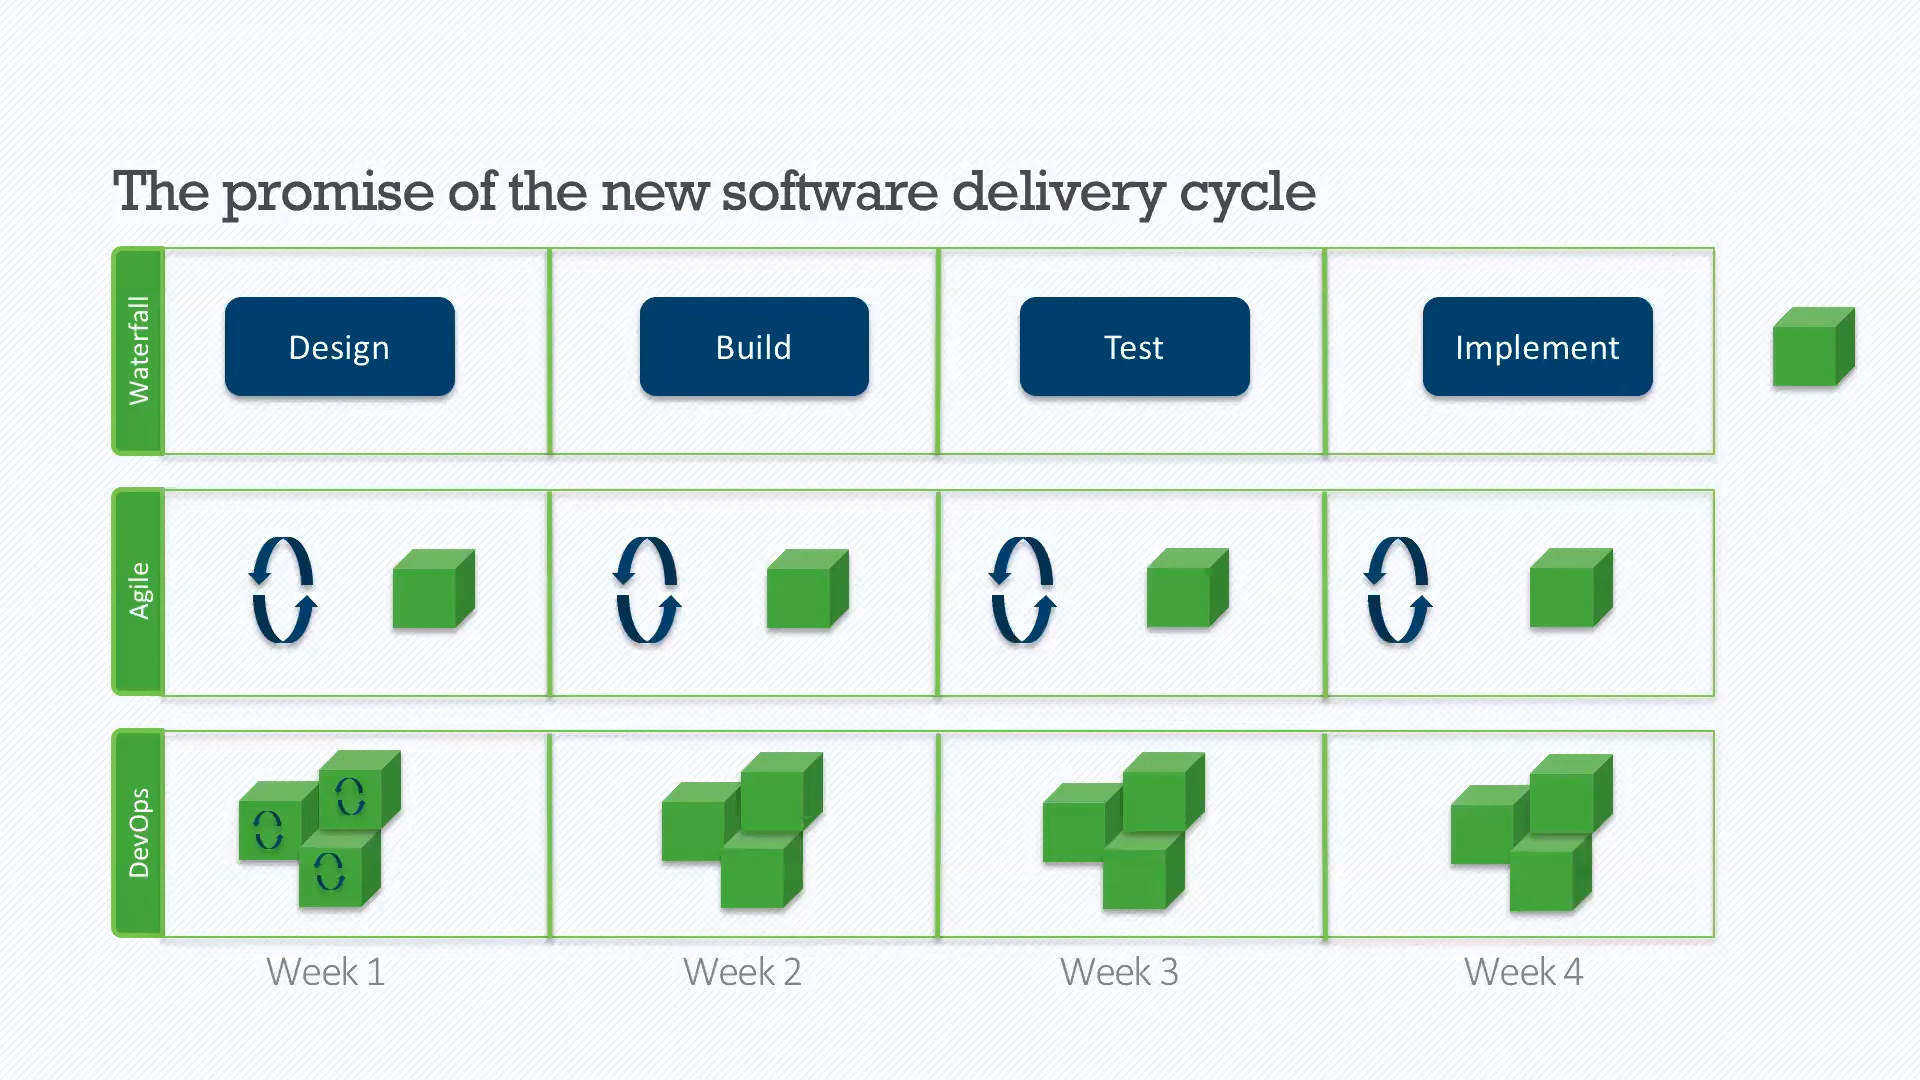 The promise of the new software delivery cycle
Waterfall
Design
Build
Test
Implement
Agile
DevOps
Week 1
Week 2
Week 3
Week 4